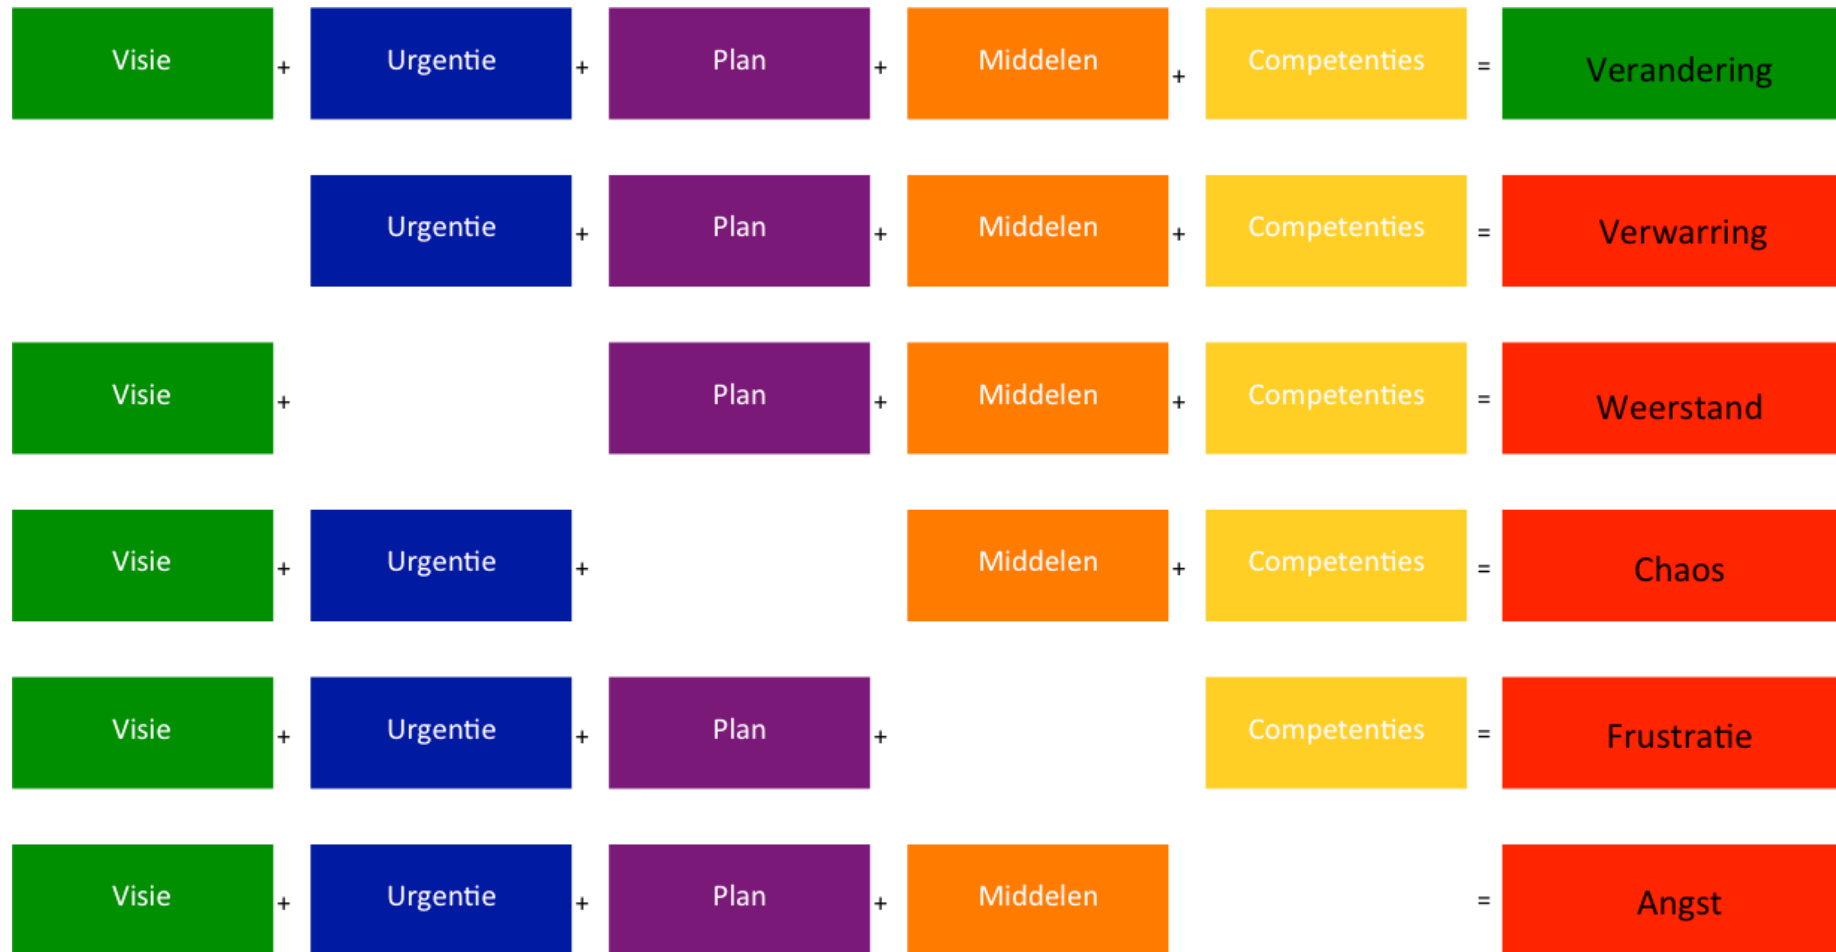 Visie + Urgentie + Plan + Middelen + Competenties = Verandering
Urgentie + Plan + Middelen + Competenties = Verwarring
Visie + Plan + Middelen + Competenties = Weerstand
Visie + Urgentie + Middelen + Competenties = Chaos
Visie + Urgentie + Plan + Competenties = Frustratie
Visie + Urgentie + Plan + Middelen = Angst